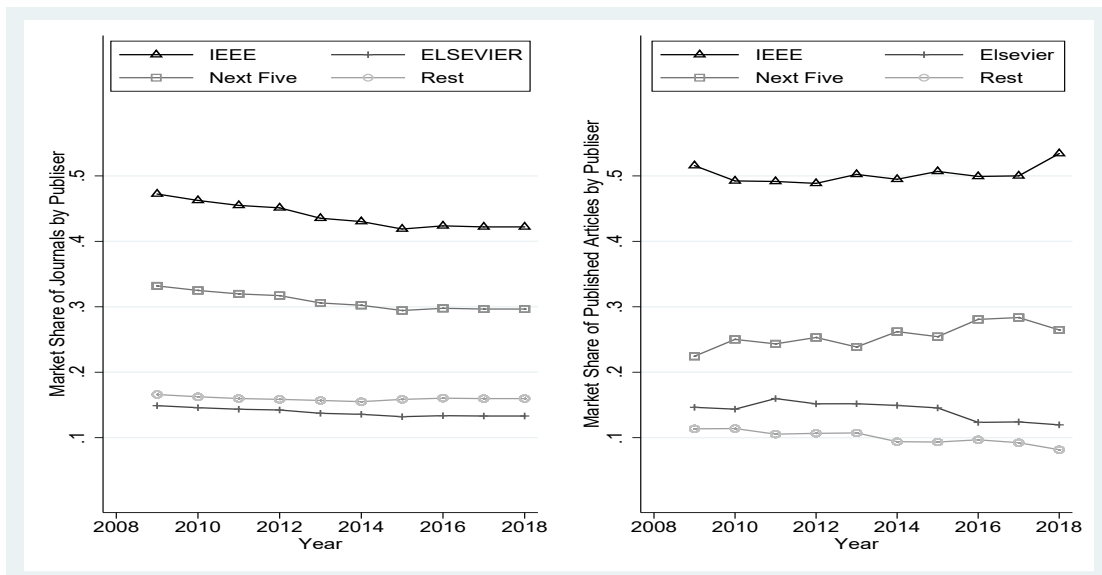 IEEE ELSEVIER
Next Five Rest
Market Share of Journals by Publiser
.5
.4
.3
.2
.1
2008 2010 2012 2014 2016 2018
Year
IEEE Elsevier
Next Five Rest
Market Share of Published Articles by Publiser
.5
.4
.3
.2
.1
2008 2010 2012 2014 2016 2018
Year